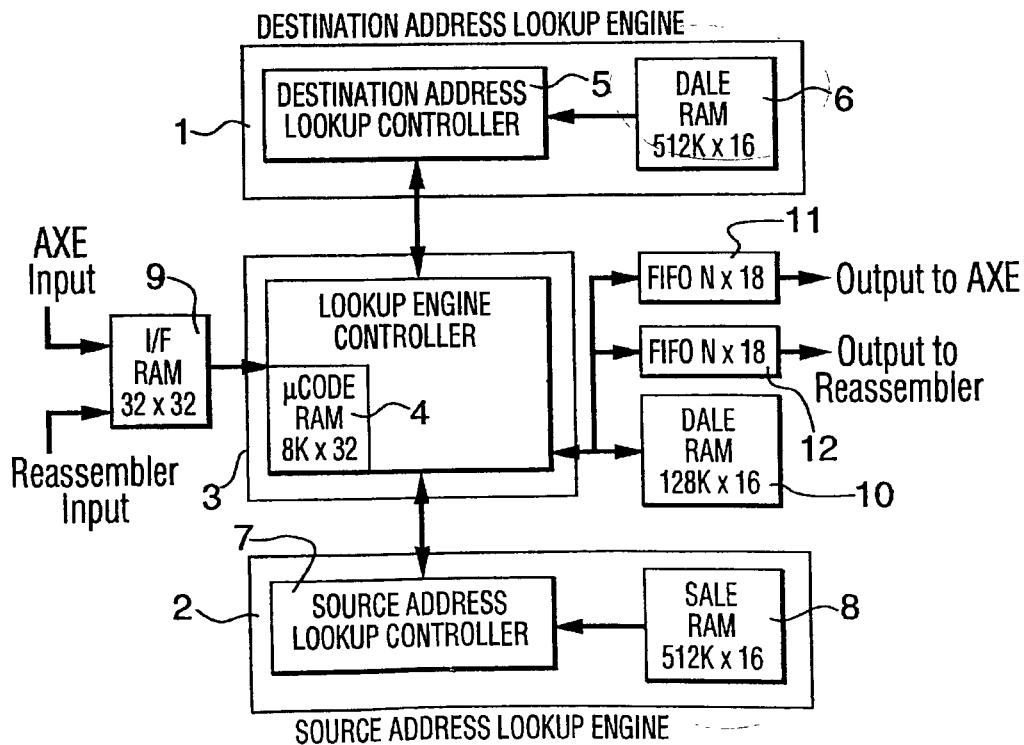 DESTINATION ADDRESS LOOKUP ENGINE
DESTINATION ADDRESS
LOOKUP CONTROLLER
5
DALE
RAM
512K x 16
6
1
AXE
Input
9
I/F
RAM
32 x 32
Reassembler
Input
LOOKUP ENGINE
CONTROLLER
µCODE
RAM
8K x 32
4
3
11
FIFO N x 18
Output to AXE
FIFO N x 18
Output to
Reassembler
12
DALE
RAM
128K x 16
10
7
2
SOURCE ADDRESS
LOOKUP CONTROLLER
SALE
RAM
512K x 16
8
SOURCE ADDRESS LOOKUP ENGINE